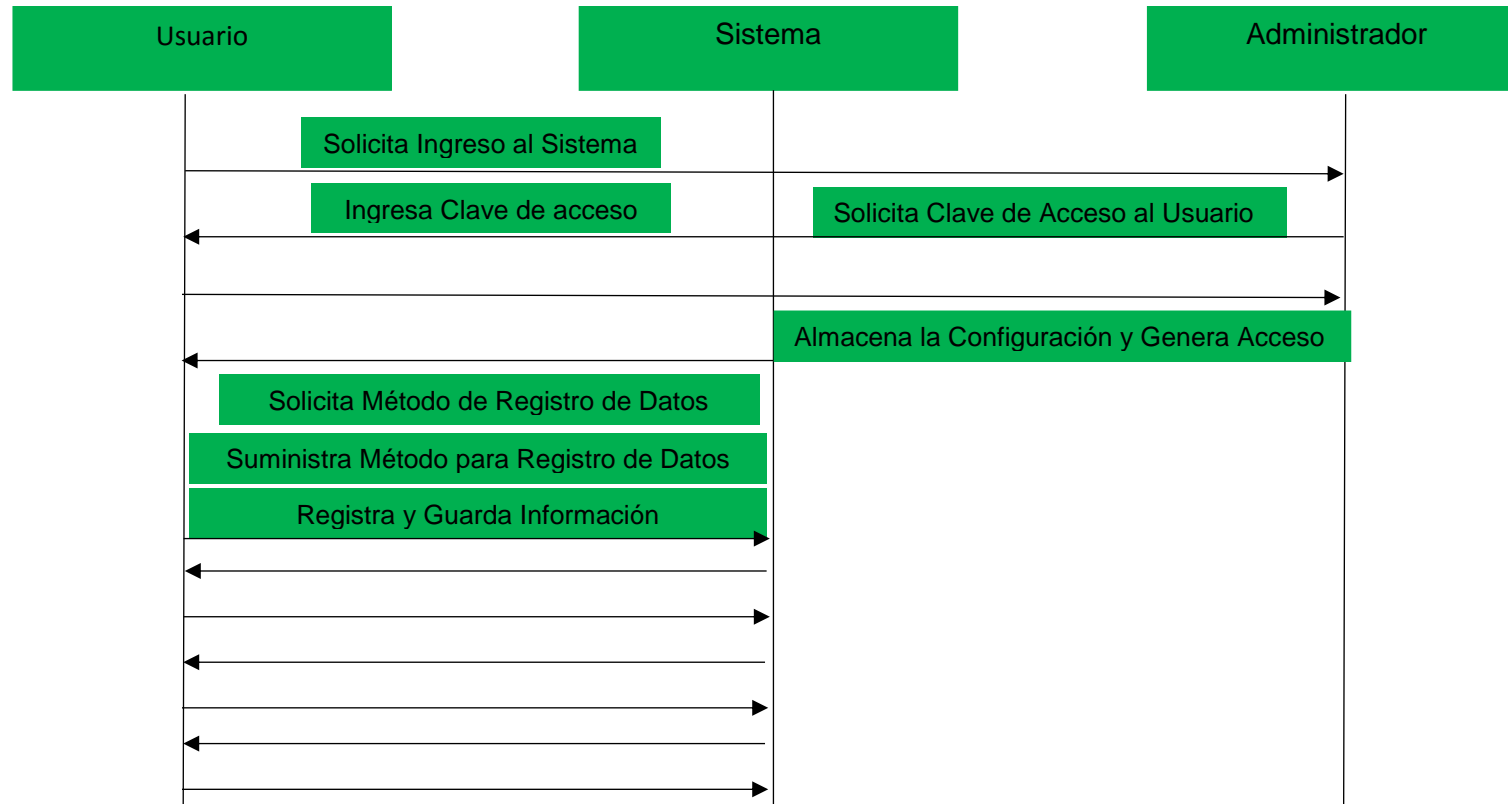 Usuario
Sistema
Administrador
Solicita Ingreso al Sistema
Ingresa Clave de acceso
Solicita Clave de Acceso al Usuario
Almacena la Configuración y Genera Acceso
Solicita Método de Registro de Datos
Suministra Método para Registro de Datos
Registra y Guarda Información